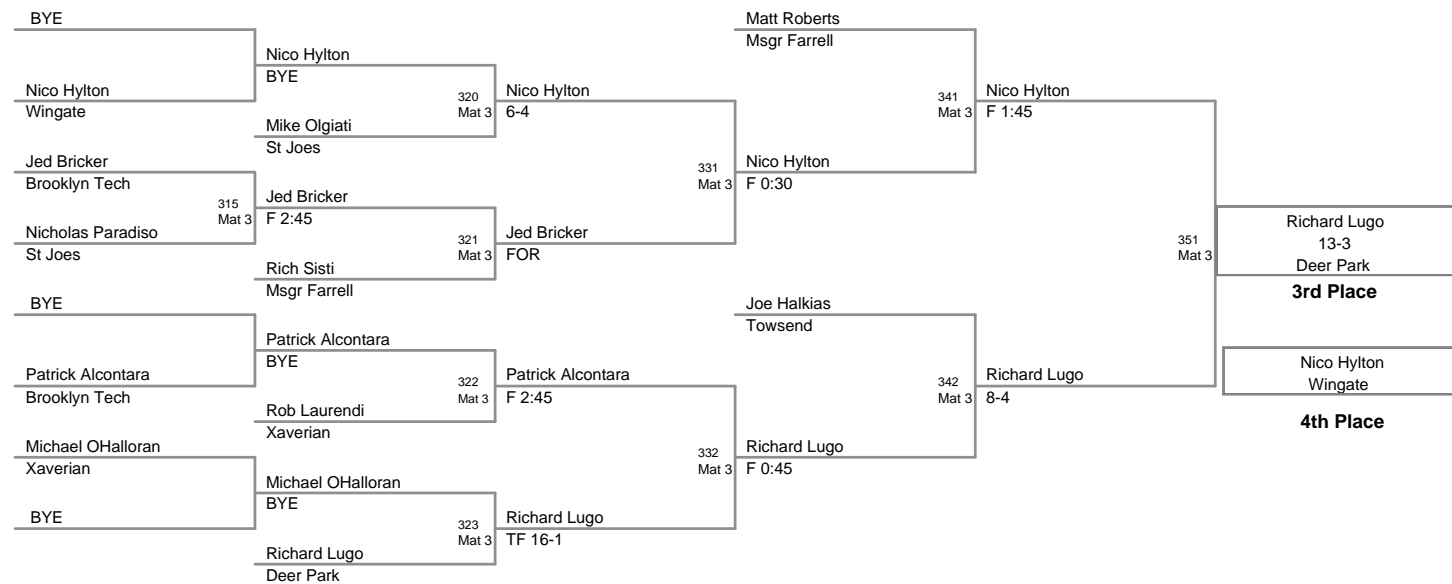 BYE
Nico Hylton
Wingate
Jed Bricker
Brooklyn Tech
Nicholas Paradiso
St Joes
BYE
Patrick Alcontara
Brooklyn Tech
Michael OHalloran
Xaverian
BYE
315
Mat 3
Nico Hylton
BYE
Mike Olgiati
St Joes
Jed Bricker
F 2:45
Rich Sisti
Msgr Farrell
Patrick Alcontara
BYE
Rob Laurendi
Xaverian
Michael OHalloran
BYE
Richard Lugo
Deer Park
320
Mat 3
321
Mat 3
322
Mat 3
323
Mat 3
Nico Hylton
6-4
Jed Bricker
FOR
Patrick Alcontara
F 2:45
Richard Lugo
TF 16-1
331
Mat 3
332
Mat 3
Matt Roberts
Msgr Farrell
Nico Hylton
F 0:30
Joe Halkias
Towsend
Richard Lugo
F 0:45
341
Mat 3
342
Mat 3
Nico Hylton
F 1:45
Richard Lugo
8-4
351
Mat 3
Richard Lugo
13-3
Deer Park
3rd Place
Nico Hylton
Wingate
4th Place